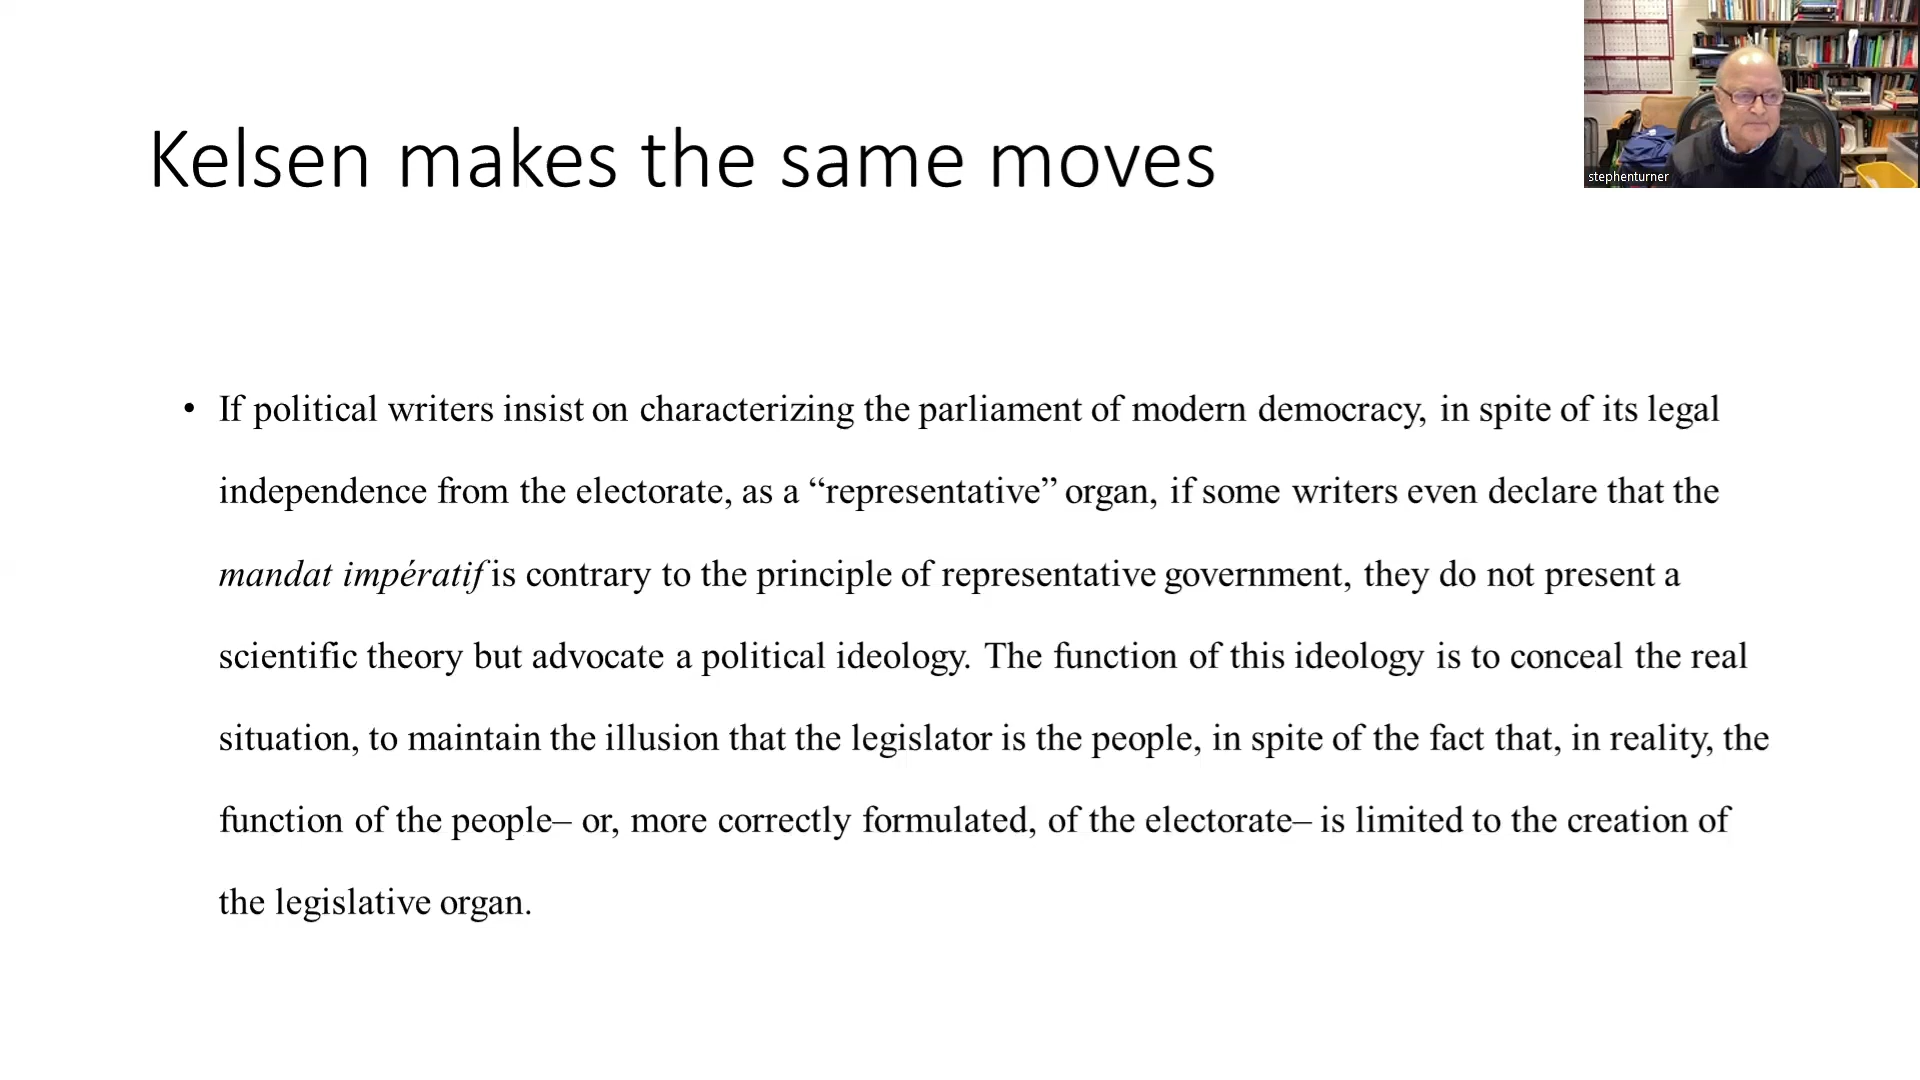 Kelsen makes the same moves
stephenturner
• If political writers insist on characterizing the parliament of modern democracy, in spite of its legal
independence from the electorate, as a “representative” organ, if some writers even declare that the
mandat impératif is contrary to the principle of representative government, they do not present a
scientific theory but advocate a political ideology. The function of this ideology is to conceal the real
situation, to maintain the illusion that the legislator is the people, in spite of the fact that, in reality, the
function of the people– or, more correctly formulated, of the electorate– is limited to the creation of
the legislative organ.